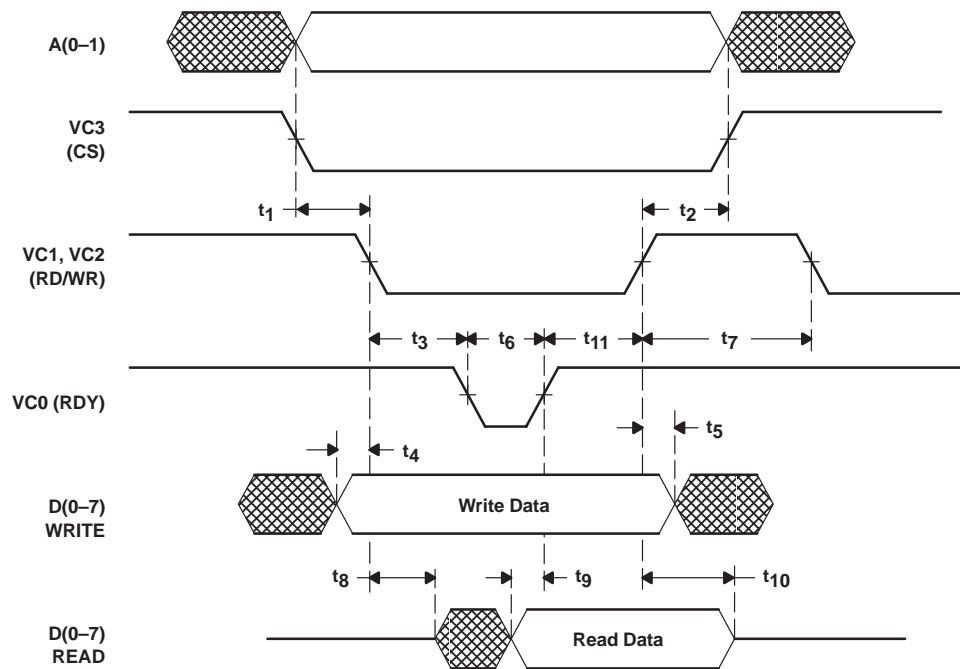 A(0–1)
VC3
(CS)
t1
t2
VC1, VC2
(RD/WR)
t3
t6
t11
t7
VC0 (RDY)
t5
t4
D(0–7)
WRITE
Write Data
t8
t9
t10
D(0–7)
READ
Read Data